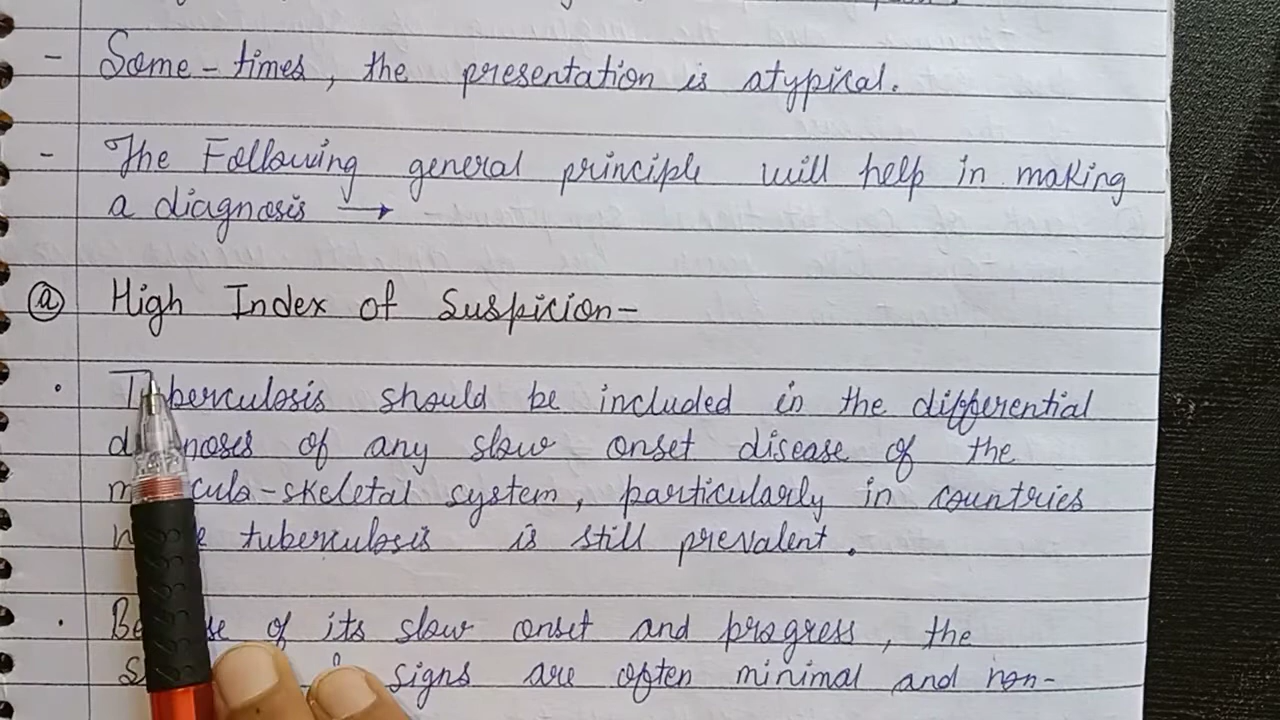 - Some-times, the presentation is atypical.
- The Following general principle will help in making
a diagnosis →
ⓐ High Index of Suspicion-
• Tuberculosis should be included in the differential
of any slow onset disease of the
-skeletal system, particularly in countries
tuberculosis is still prevalent.
• of its slow onset and progress, the
signs are often minimal and non-